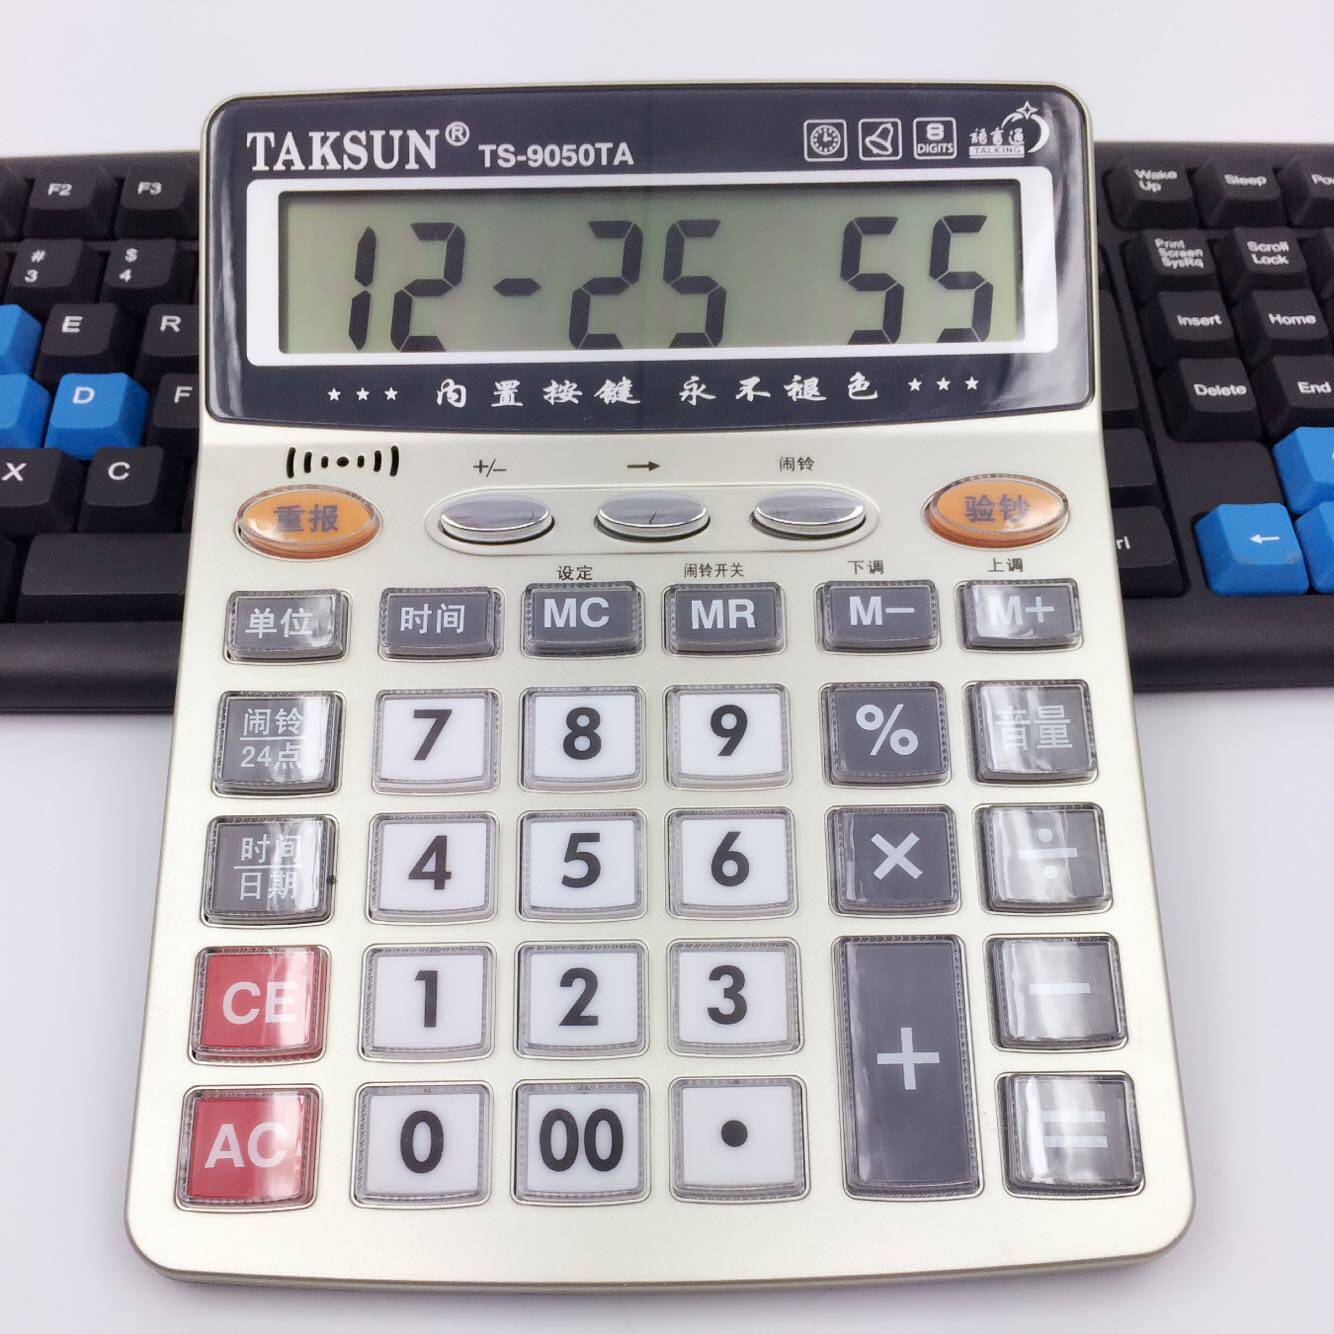 TAKSUN® TS-9050TA
8 DIGITS
語言通
TALKING
12-25 55
*** 内置按键 永不褪色 ***
+/- → 闹铃
重报 验钞
设定 闹铃开关 下调 上调
单位 时间 MC MR M- M+
闹铃 24点 7 8 9 % 音量
时间 日期 4 5 6 × ÷
CE 1 2 3 + −
AC 0 00 • =
F2 F3
# 3 $ 4
E R
D F
X C
Wake Up Sleep
Print Screen SysRq Scroll Lock
Insert Home
Delete End
←